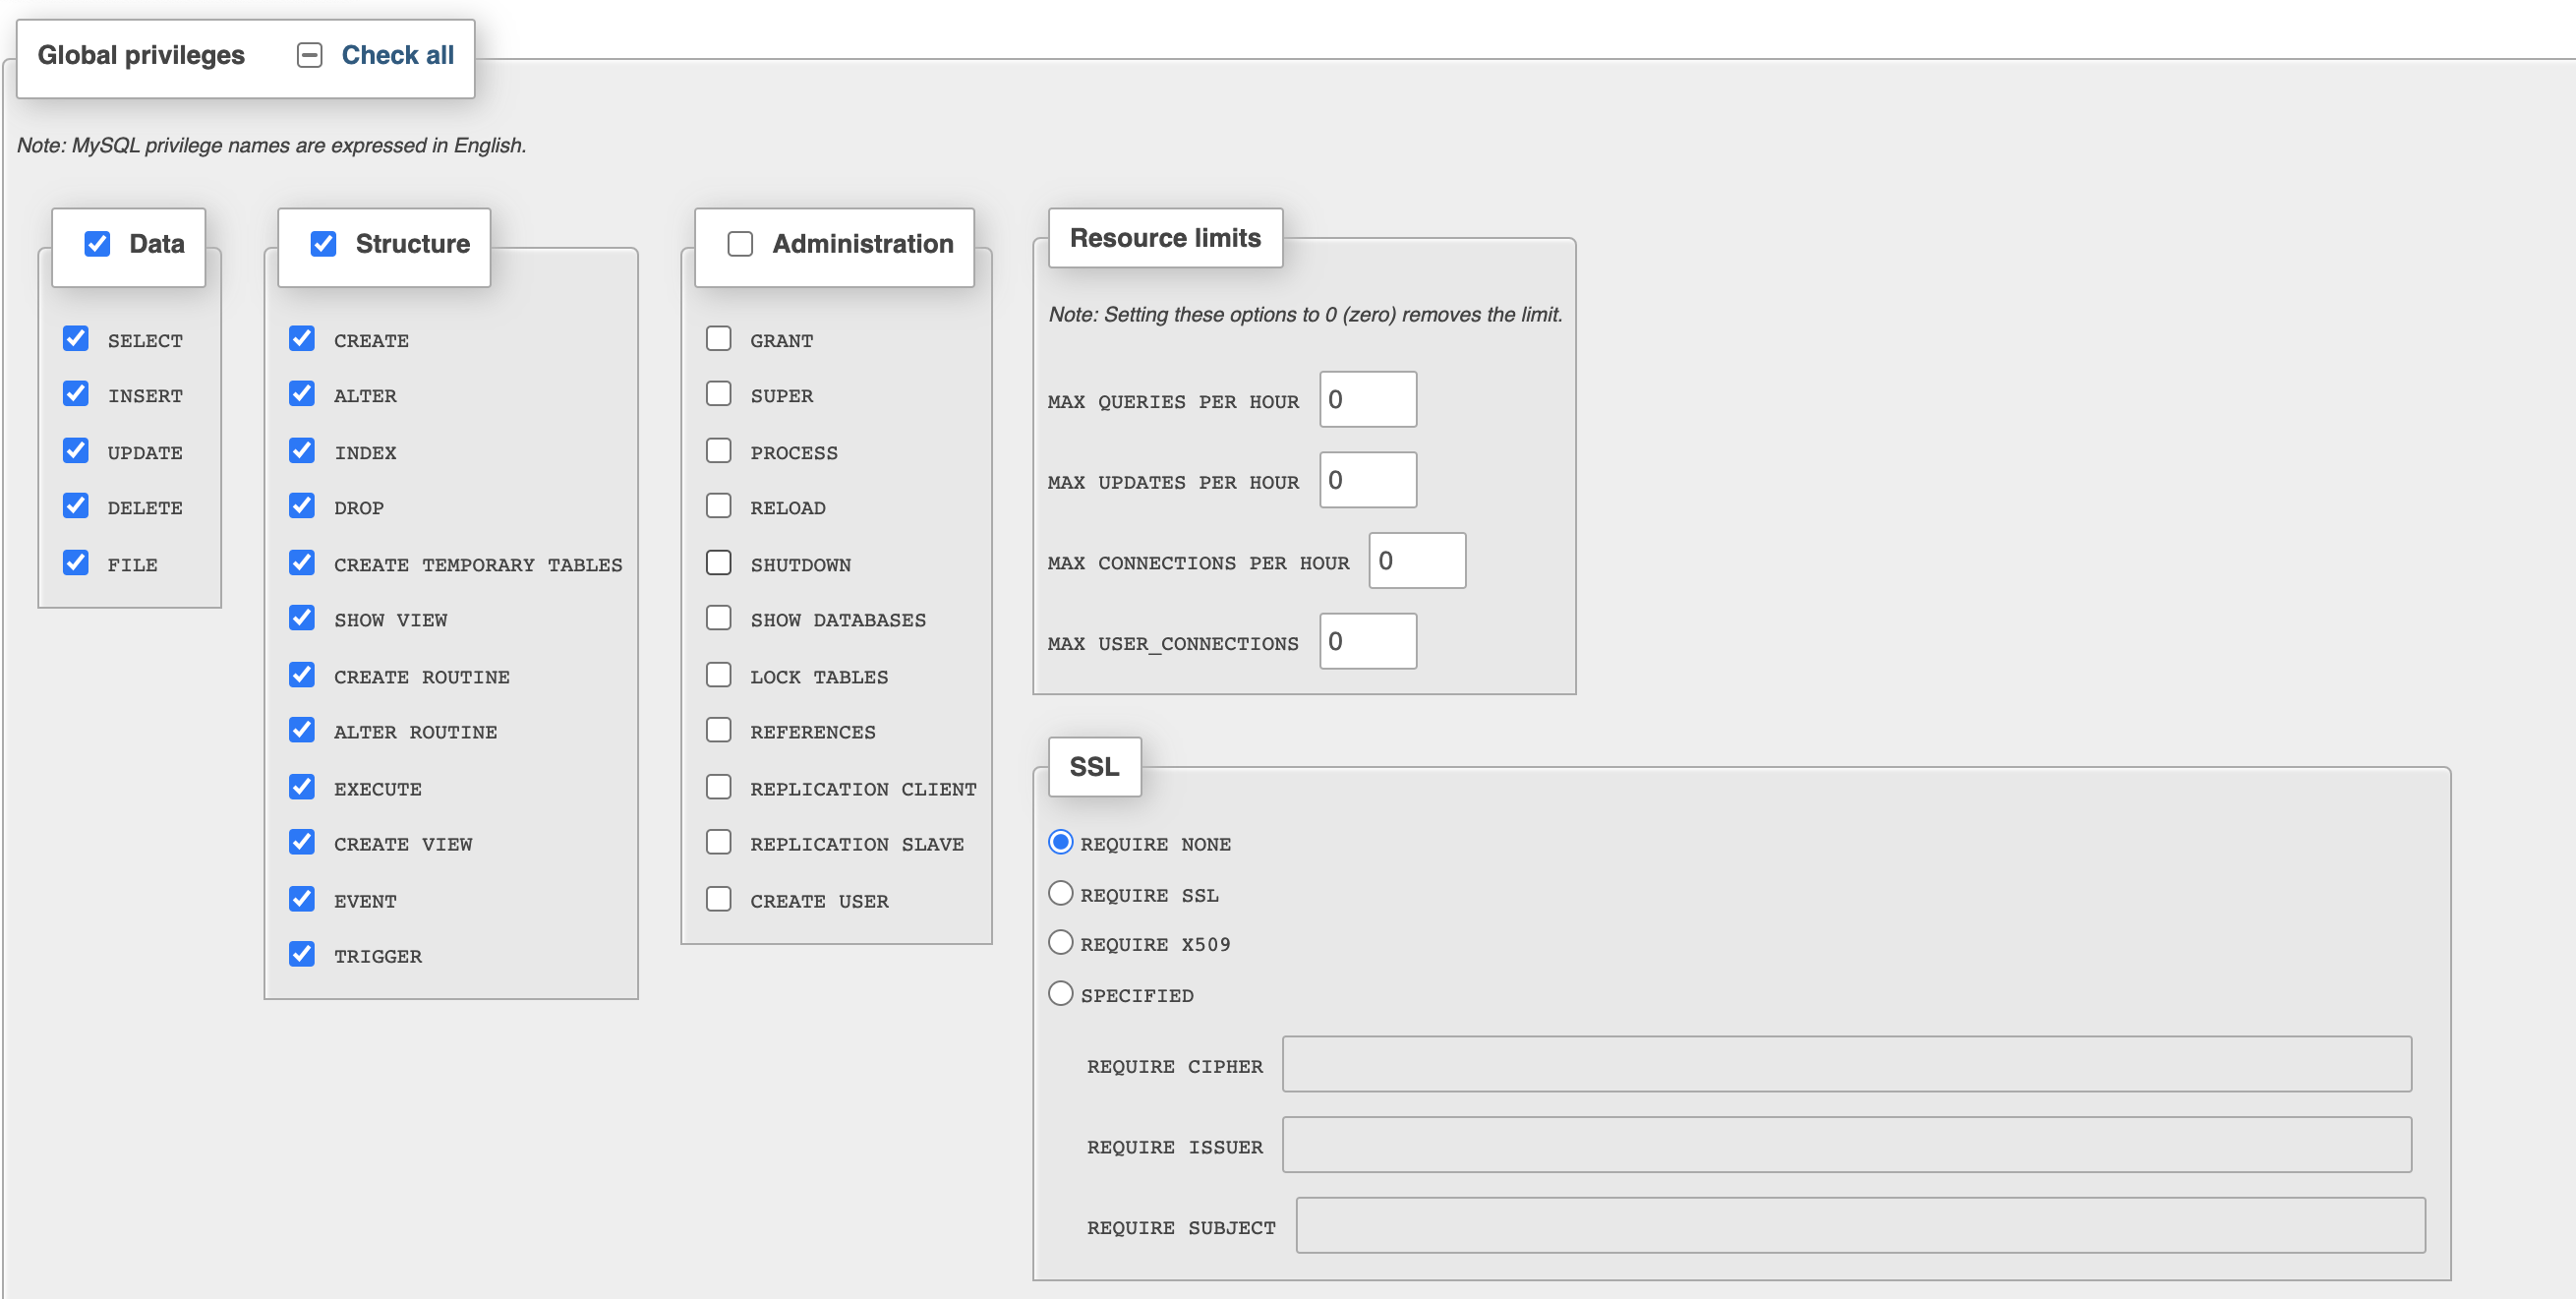 Global privileges Check all
Note: MySQL privilege names are expressed in English.
Data
SELECT
INSERT
UPDATE
DELETE
FILE
Structure
CREATE
ALTER
INDEX
DROP
CREATE TEMPORARY TABLES
SHOW VIEW
CREATE ROUTINE
ALTER ROUTINE
EXECUTE
CREATE VIEW
EVENT
TRIGGER
Administration
GRANT
SUPER
PROCESS
RELOAD
SHUTDOWN
SHOW DATABASES
LOCK TABLES
REFERENCES
REPLICATION CLIENT
REPLICATION SLAVE
CREATE USER
Resource limits
Note: Setting these options to 0 (zero) removes the limit.
MAX QUERIES PER HOUR 0
MAX UPDATES PER HOUR 0
MAX CONNECTIONS PER HOUR 0
MAX USER_CONNECTIONS 0
SSL
REQUIRE NONE
REQUIRE SSL
REQUIRE X509
SPECIFIED
REQUIRE CIPHER
REQUIRE ISSUER
REQUIRE SUBJECT